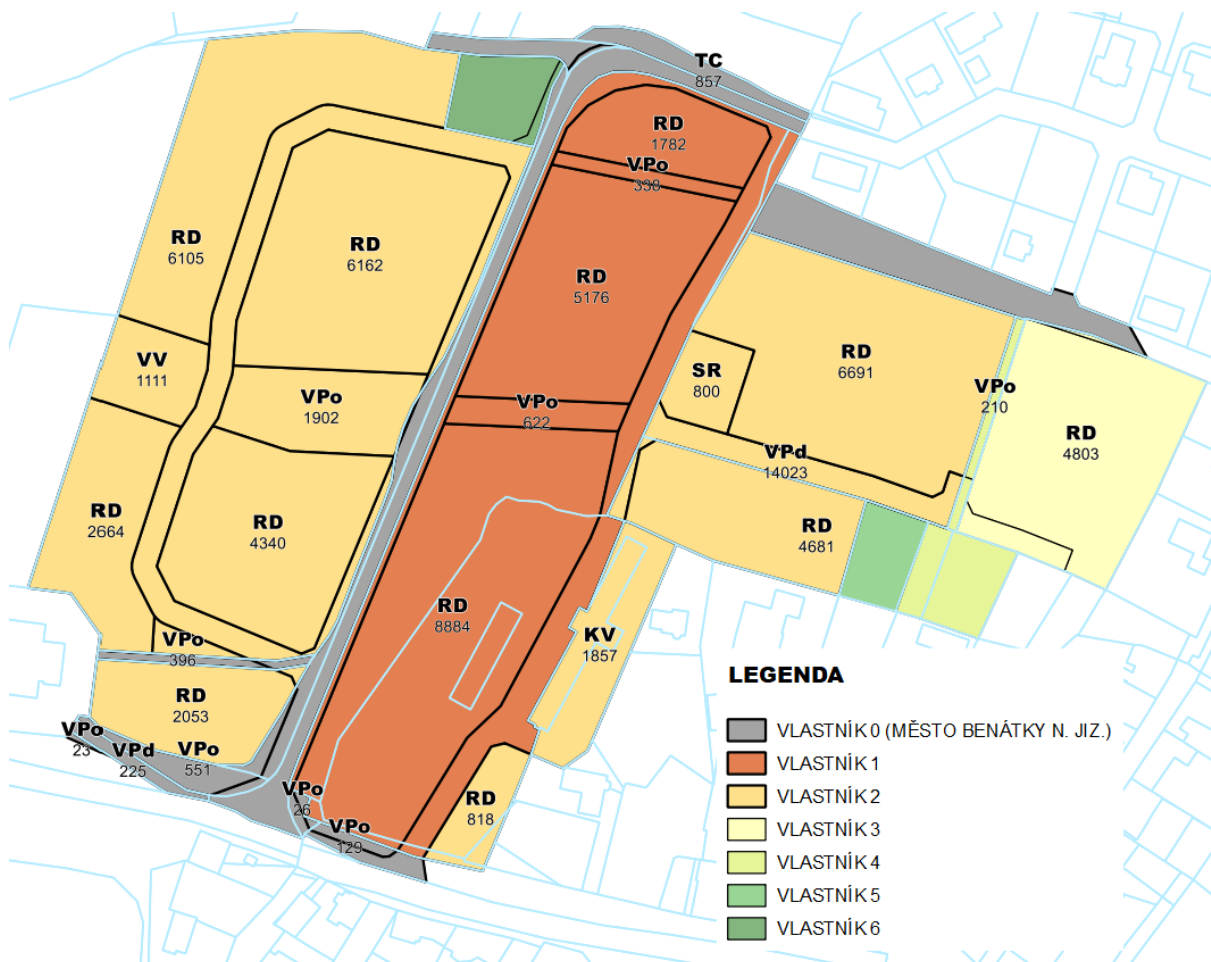 TC
857
RD
1782
VPo
338
RD
6105
RD
6162
RD
5176
VV
1111
VPo
1902
VPo
622
SR
800
RD
6691
VPo
210
RD
4803
VPd
14023
RD
2664
RD
4340
RD
4681
RD
8884
KV
1857
VPo
396
RD
2053
VPo
23
VPd
225
VPo
551
VPo
26
VPo
129
RD
818
LEGENDA
VLASTNÍK 0 (MĚSTO BENÁTKY N. JIZ.)
VLASTNÍK 1
VLASTNÍK 2
VLASTNÍK 3
VLASTNÍK 4
VLASTNÍK 5
VLASTNÍK 6